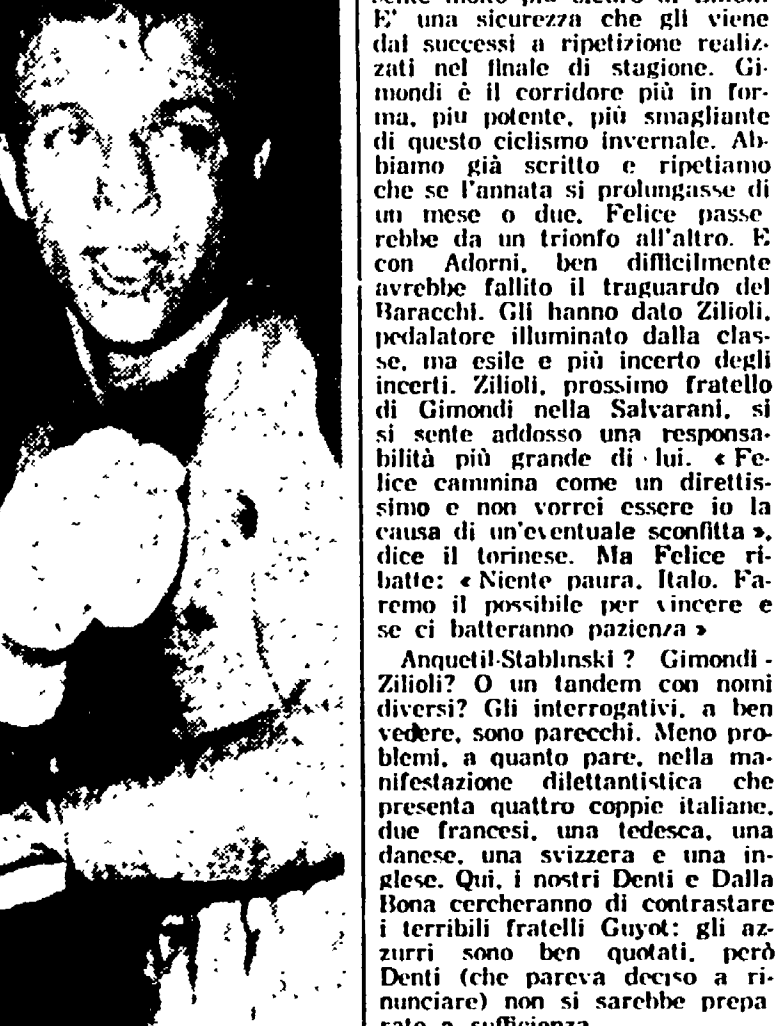 E' una sicurezza che gli viene
dai successi a ripetizione realiz-
zati nel finale di stagione. Gi-
mondi è il corridore più in for-
ma, più potente, più smagliante
di questo ciclismo invernale. Ab-
biamo già scritto e ripetiamo
che se l'annata si prolungasse di
un mese o due, Felice passe
rebbe da un trionfo all'altro. E
con Adorni, ben difficilmente
avrebbe fallito il traguardo del
Baracchi. Gli hanno dato Zilioli,
pedalatore illuminato dalla clas-
se, ma esile e più incerto degli
incerti. Zilioli, prossimo fratello
di Gimondi nella Salvarani, si
si sente addosso una responsa-
bilità più grande di lui. « Fe-
lice cammina come un direttis-
simo e non vorrei essere io la
causa di un'eventuale sconfitta »,
dice il torinese. Ma Felice ri-
batte: « Niente paura, Italo. Fa-
remo il possibile per vincere e
se ci batteranno pazienza »
Anquetil-Stablinski ? Gimondi -
Zilioli? O un tandem con nomi
diversi? Gli interrogativi, a ben
vedere, sono parecchi. Meno pro-
blemi, a quanto pare, nella ma-
nifestazione dilettantistica che
presenta quattro coppie italiane,
due francesi, una tedesca, una
danese, una svizzera e una in-
glese. Qui, i nostri Denti e Dalla
Bona cercheranno di contrastare
i terribili fratelli Guyot: gli az-
zurri sono ben quotati, però
Denti (che pareva deciso a ri-
nunciare) non si sarebbe prepa
rato a sufficienza.